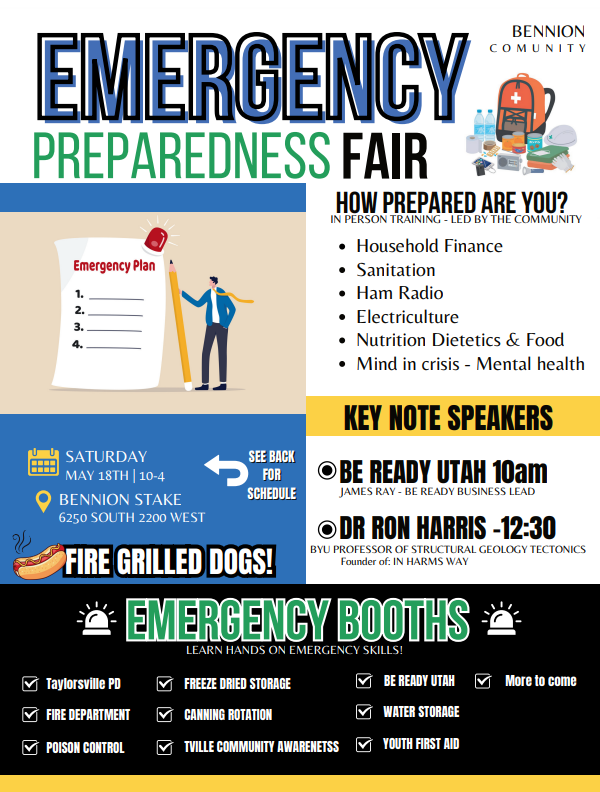 BENNION
COMUNITY
EMERGENCY
PREPAREDNESS FAIR
HOW PREPARED ARE YOU?
IN PERSON TRAINING - LED BY THE COMMUNITY
• Household Finance
• Sanitation
• Ham Radio
• Electriculture
• Nutrition Dietetics & Food
• Mind in crisis - Mental health
Emergency Plan
1.
2.
3.
4.
KEY NOTE SPEAKERS
BE READY UTAH 10am
JAMES RAY - BE READY BUSINESS LEAD
DR RON HARRIS -12:30
BYU PROFESSOR OF STRUCTURAL GEOLOGY TECTONICS
Founder of: IN HARMS WAY
SATURDAY
MAY 18TH | 10-4
BENNION STAKE
6250 SOUTH 2200 WEST
SEE BACK
FOR
SCHEDULE
FIRE GRILLED DOGS!
EMERGENCY BOOTHS
LEARN HANDS ON EMERGENCY SKILLS!
Taylorsville PD
FIRE DEPARTMENT
POISON CONTROL
FREEZE DRIED STORAGE
CANNING ROTATION
TVILLE COMMUNITY AWARENETSS
BE READY UTAH
WATER STORAGE
YOUTH FIRST AID
More to come